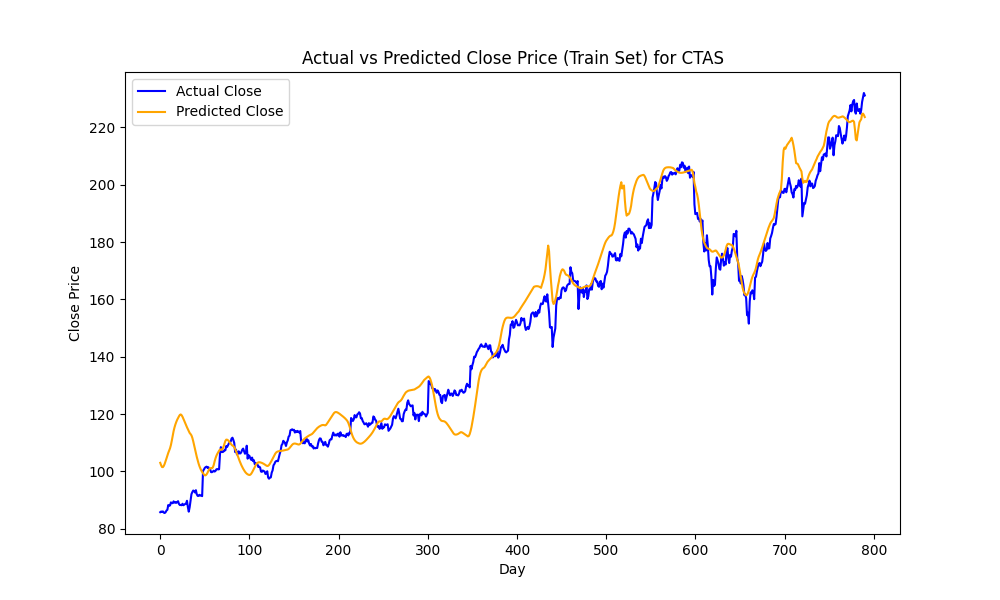 Actual vs Predicted Close Price (Train Set) for CTAS
Actual Close
Predicted Close
Close Price
220
200
180
160
140
120
100
80
0 100 200 300 400 500 600 700 800
Day